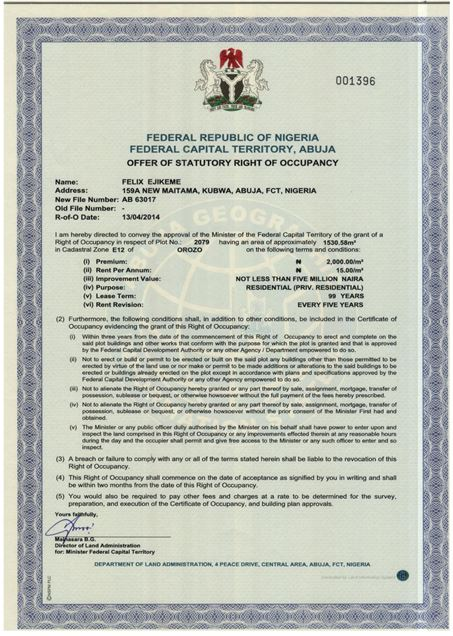 001396
FEDERAL REPUBLIC OF NIGERIA
FEDERAL CAPITAL TERRITORY, ABUJA
OFFER OF STATUTORY RIGHT OF OCCUPANCY
Name: FELIX EJIKEME
Address: 159A NEW MAITAMA, KUBWA, ABUJA, FCT, NIGERIA
New File Number: AB 63017
Old File Number: -
R-of-O Date: 13/04/2014
I am hereby directed to convey the approval of the Minister of the Federal Capital Territory of the grant of a
Right of Occupancy in respect of Plot No.: 2079 having an area of approximately 1530.58m²
in Cadastral Zone E12 of OROZO on the following terms and conditions:
(i) Premium: ₦ 2,000.00/m²
(ii) Rent Per Annum: ₦ 15.00/m²
(iii) Improvement Value: NOT LESS THAN FIVE MILLION NAIRA
(iv) Purpose: RESIDENTIAL (PRIV. RESIDENTIAL)
(v) Lease Term: 99 YEARS
(vi) Rent Revision: EVERY FIVE YEARS
(2) Furthermore, the following conditions shall, in addition to other conditions, be included in the Certificate of
Occupancy evidencing the grant of this Right of Occupancy:
(i) Within three years from the date of the commencement of this Right of Occupancy to erect and complete on the
said plot buildings and other works that conform with the purpose for which the plot is granted and that is approved
by the Federal Capital Development Authority or any other Agency / Department empowered to do so.
(ii) Not to erect or build or permit to be erected or built on the said plot any buildings other than those permitted to be
erected by virtue of the land use or to make or permit to be made additions or alterations to the said buildings to be
erected or buildings already erected on the plot except in accordance with plans and specifications approved by the
Federal Capital Development Authority or any other Agency empowered to do so.
(iii) Not to alienate the Right of Occupancy hereby granted or any part thereof by sale, assignment, mortgage, transfer of
possession, sublease or bequest, or otherwise howsoever without the full payment of the fees hereby prescribed.
(iv) Not to alienate the Right of Occupancy hereby granted or any part thereof by sale, assignment, mortgage, transfer of
possession, sublease or bequest, or otherwise howsoever without the prior consent of the Minister First had and
obtained.
(v) The Minister or any public officer duly authorised by the Minister on his behalf shall have power to enter upon and
inspect the land comprised in this Right of Occupancy or any improvements effected therein at any reasonable hours
during the day and the occupier shall permit and give free access to the Minister or any such officer to enter and so
inspect.
(3) A breach or failure to comply with any or all of the terms stated herein shall be liable to the revocation of this
Right of Occupancy.
(4) This Right of Occupancy shall commence on the date of acceptance as signified by you in writing and shall
be within two months from the date of this Right of Occupancy.
(5) You would also be required to pay other fees and charges at a rate to be determined for the survey,
preparation, and execution of the Certificate of Occupancy, and building plan approvals.
Yours faithfully,
B.G.
Director of Land Administration
for: Minister Federal Capital Territory
DEPARTMENT OF LAND ADMINISTRATION, 4 PEACE DRIVE, CENTRAL AREA, ABUJA, FCT, NIGERIA